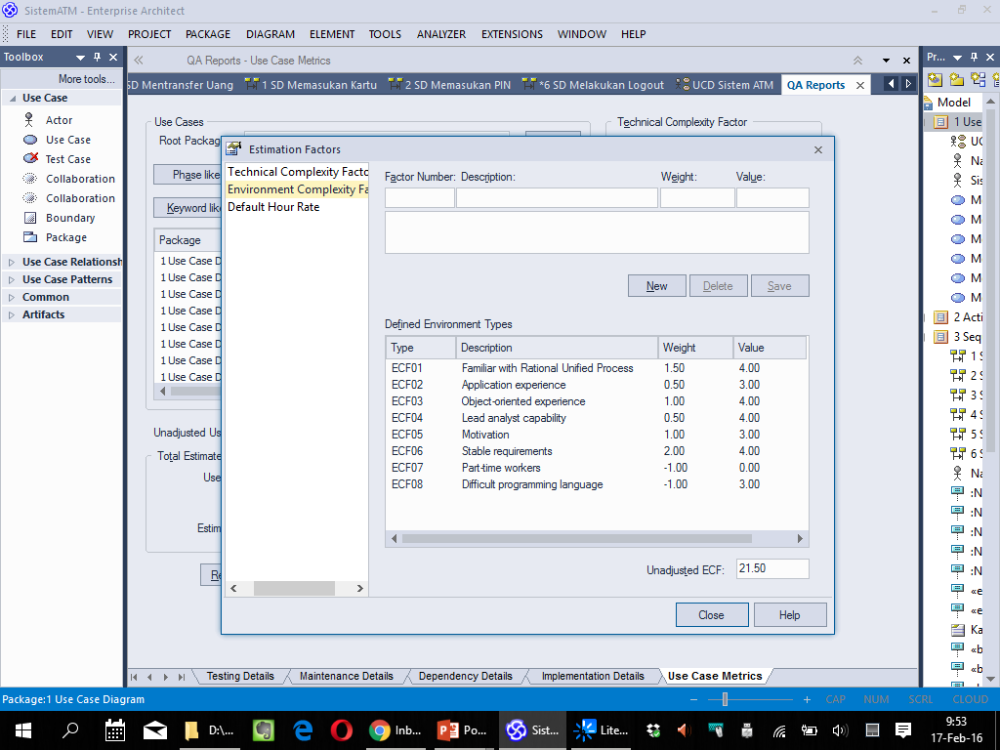 SistemATM - Enterprise Architect
FILE EDIT VIEW PROJECT PACKAGE DIAGRAM ELEMENT TOOLS ANALYZER EXTENSIONS WINDOW HELP
Toolbox
More tools...
Use Case
Actor
Use Case
Test Case
Collaboration
Collaboration
Boundary
Package
Use Case Relationsh
Use Case Patterns
Common
Artifacts
QA Reports - Use Case Metrics
SD Mentransfer Uang 1 SD Memasukan Kartu 2 SD Memasukan PIN *6 SD Melakukan Logout UCD Sistem ATM QA Reports
Use Cases
Root Packag
Phase like
Keyword like
Package
1 Use Case D
1 Use Case D
1 Use Case D
1 Use Case D
1 Use Case D
1 Use Case D
1 Use Case D
1 Use Case D
Unadjusted Us
Total Estimate
Use
Estim
Re
Technical Complexity Factor
Estimation Factors
Technical Complexity Facto
Environment Complexity Fa
Default Hour Rate
Factor Number: Description: Weight: Value:
New Delete Save
Defined Environment Types
Type Description Weight Value
ECF01 Familiar with Rational Unified Process 1.50 4.00
ECF02 Application experience 0.50 3.00
ECF03 Object-oriented experience 1.00 4.00
ECF04 Lead analyst capability 0.50 4.00
ECF05 Motivation 1.00 3.00
ECF06 Stable requirements 2.00 4.00
ECF07 Part-time workers -1.00 0.00
ECF08 Difficult programming language -1.00 3.00
Unadjusted ECF: 21.50
Close Help
Testing Details Maintenance Details Dependency Details Implementation Details Use Case Metrics
Pr...
Model
1 Use
UC
Na
Sis
M
M
M
M
M
M
2 Acti
3 Seq
1 S
2 S
3 S
4 S
5 S
6 S
Na
:N
:N
:N
:N
:N
«e
«e
Ka
«b
«b
Package:1 Use Case Diagram
CAP NUM SCRL CLOUD
D:\... Inb... Po... Sist... Lite...
9:53
17-Feb-16